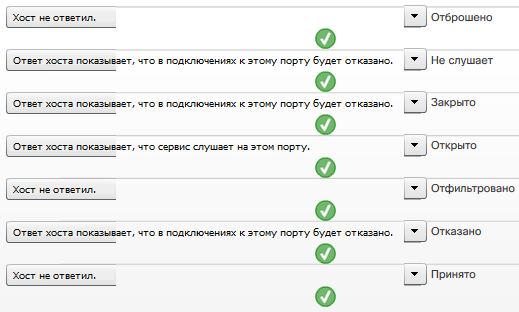 Хост не ответил. Отброшено
Ответ хоста показывает, что в подключениях к этому порту будет отказано. Не слушает
Ответ хоста показывает, что в подключениях к этому порту будет отказано. Закрыто
Ответ хоста показывает, что сервис слушает на этом порту. Открыто
Хост не ответил. Отфильтровано
Ответ хоста показывает, что в подключениях к этому порту будет отказано. Отказано
Хост не ответил. Принято